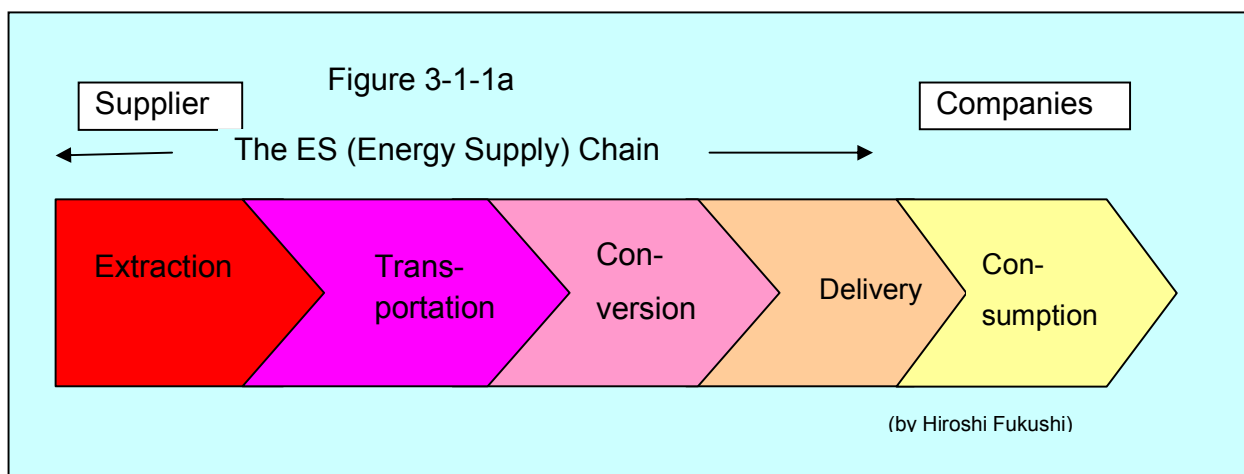 Figure 3-1-1a
Supplier
Companies
The ES (Energy Supply) Chain
Extraction
Trans-
portation
Con-
version
Delivery
Con-
sumption
(by Hiroshi Fukushi)